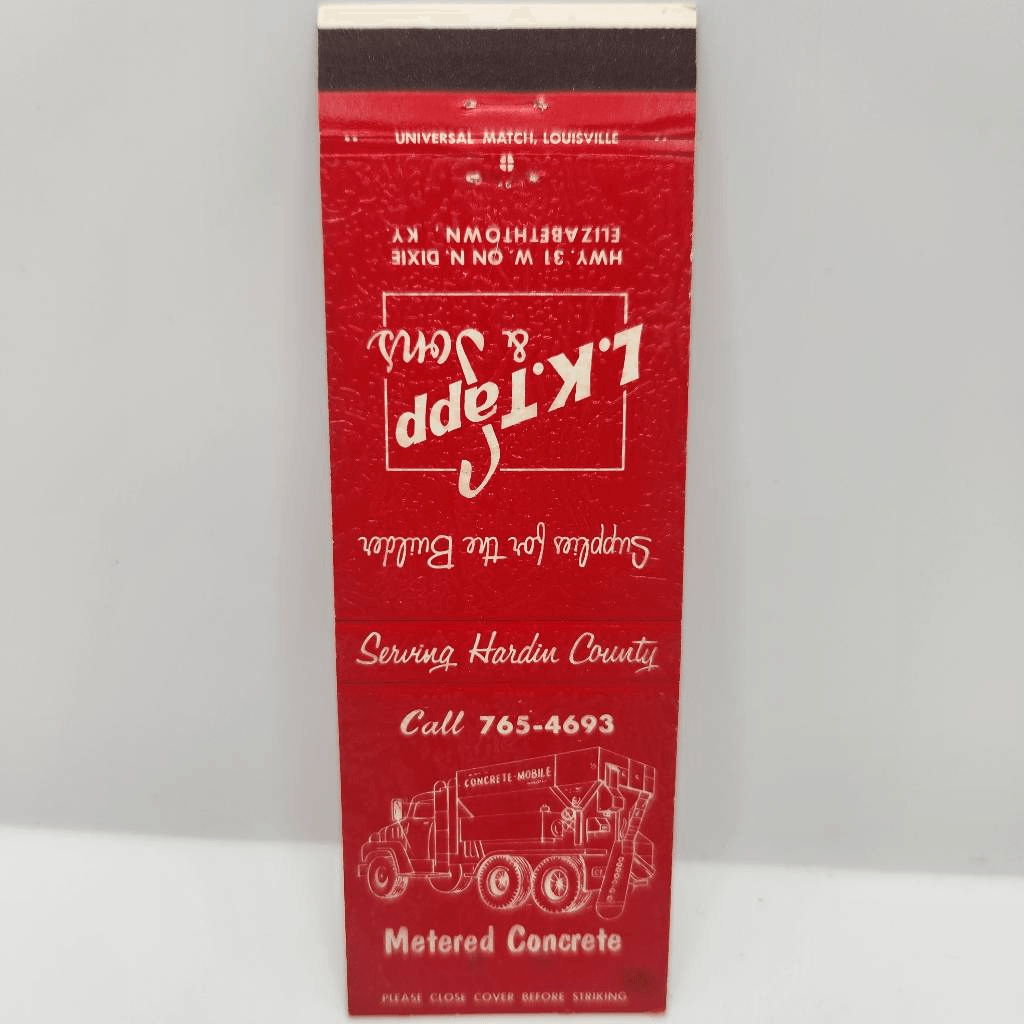 UNIVERSAL MATCH, LOUISVILLE
Supplies for the Builder
L.K. Tapp
& Sons
HWY. 31 W. ON N. DIXIE
ELIZABETHTOWN, KY.
Serving Hardin County
Call 765-4693
CONCRETE-MOBILE
Metered Concrete
PLEASE CLOSE COVER BEFORE STRIKING